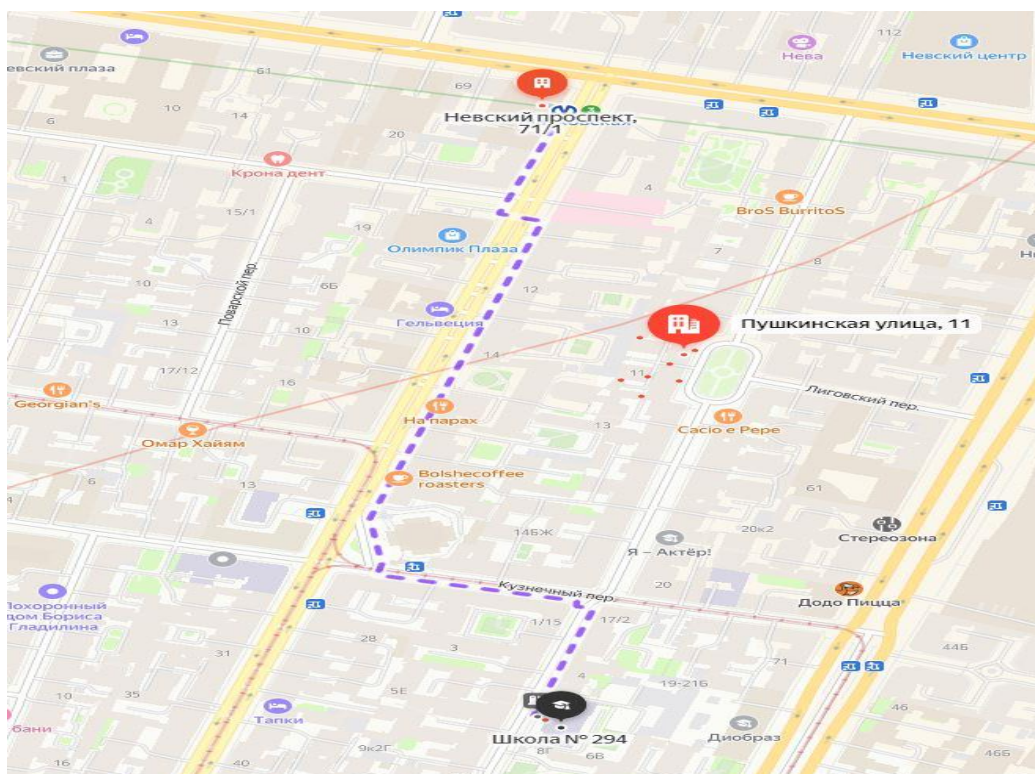 112
Нева
Невский центр
евский плаза
61
69
10
14
6
20
Невский проспект,
71/1
Крона дент
1
4
15/1
19
4
BroS BurritoS
Олимпик Плаза
7
8
Поварской пер.
10
6Б
12
13
Гельвеция
Пушкинская улица, 11
14
17/12
16
11
Лиговский пер.
Georgian's
На парах
Cacio e Pepe
Омар Хайям
13
6
13
Bolshecoffee
roasters
61
14БЖ
20к2
Стереозона
Я – Актёр!
Кузнечный пер.
20
Додо Пицца
Похоронный
дом Бориса
Гладилина
1/15
17/2
28
3
31
44Б
71
4
19-21Б
10
35
5Е
46
бани
Тапки
Школа № 294
Диобраз
8Г
6В
9к2Г
16
40
46Б